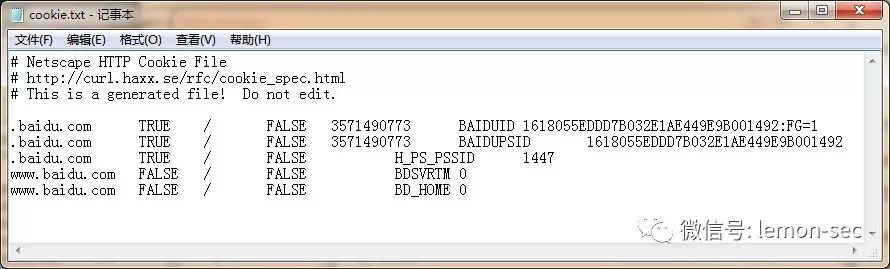 cookie.txt - 记事本
文件(F) 编辑(E) 格式(O) 查看(V) 帮助(H)
# Netscape HTTP Cookie File
# http://curl.haxx.se/rfc/cookie_spec.html
# This is a generated file!  Do not edit.
.baidu.com TRUE / FALSE 3571490773 BAIDUID 1618055EDDD7B032E1AE449E9B001492:FG=1
.baidu.com TRUE / FALSE 3571490773 BAIDUPSID 1618055EDDD7B032E1AE449E9B001492
.baidu.com TRUE / FALSE H_PS_PSSID 1447
www.baidu.com FALSE / FALSE BDSVRTM 0
www.baidu.com FALSE / FALSE BD_HOME 0
微信号: lemon-sec